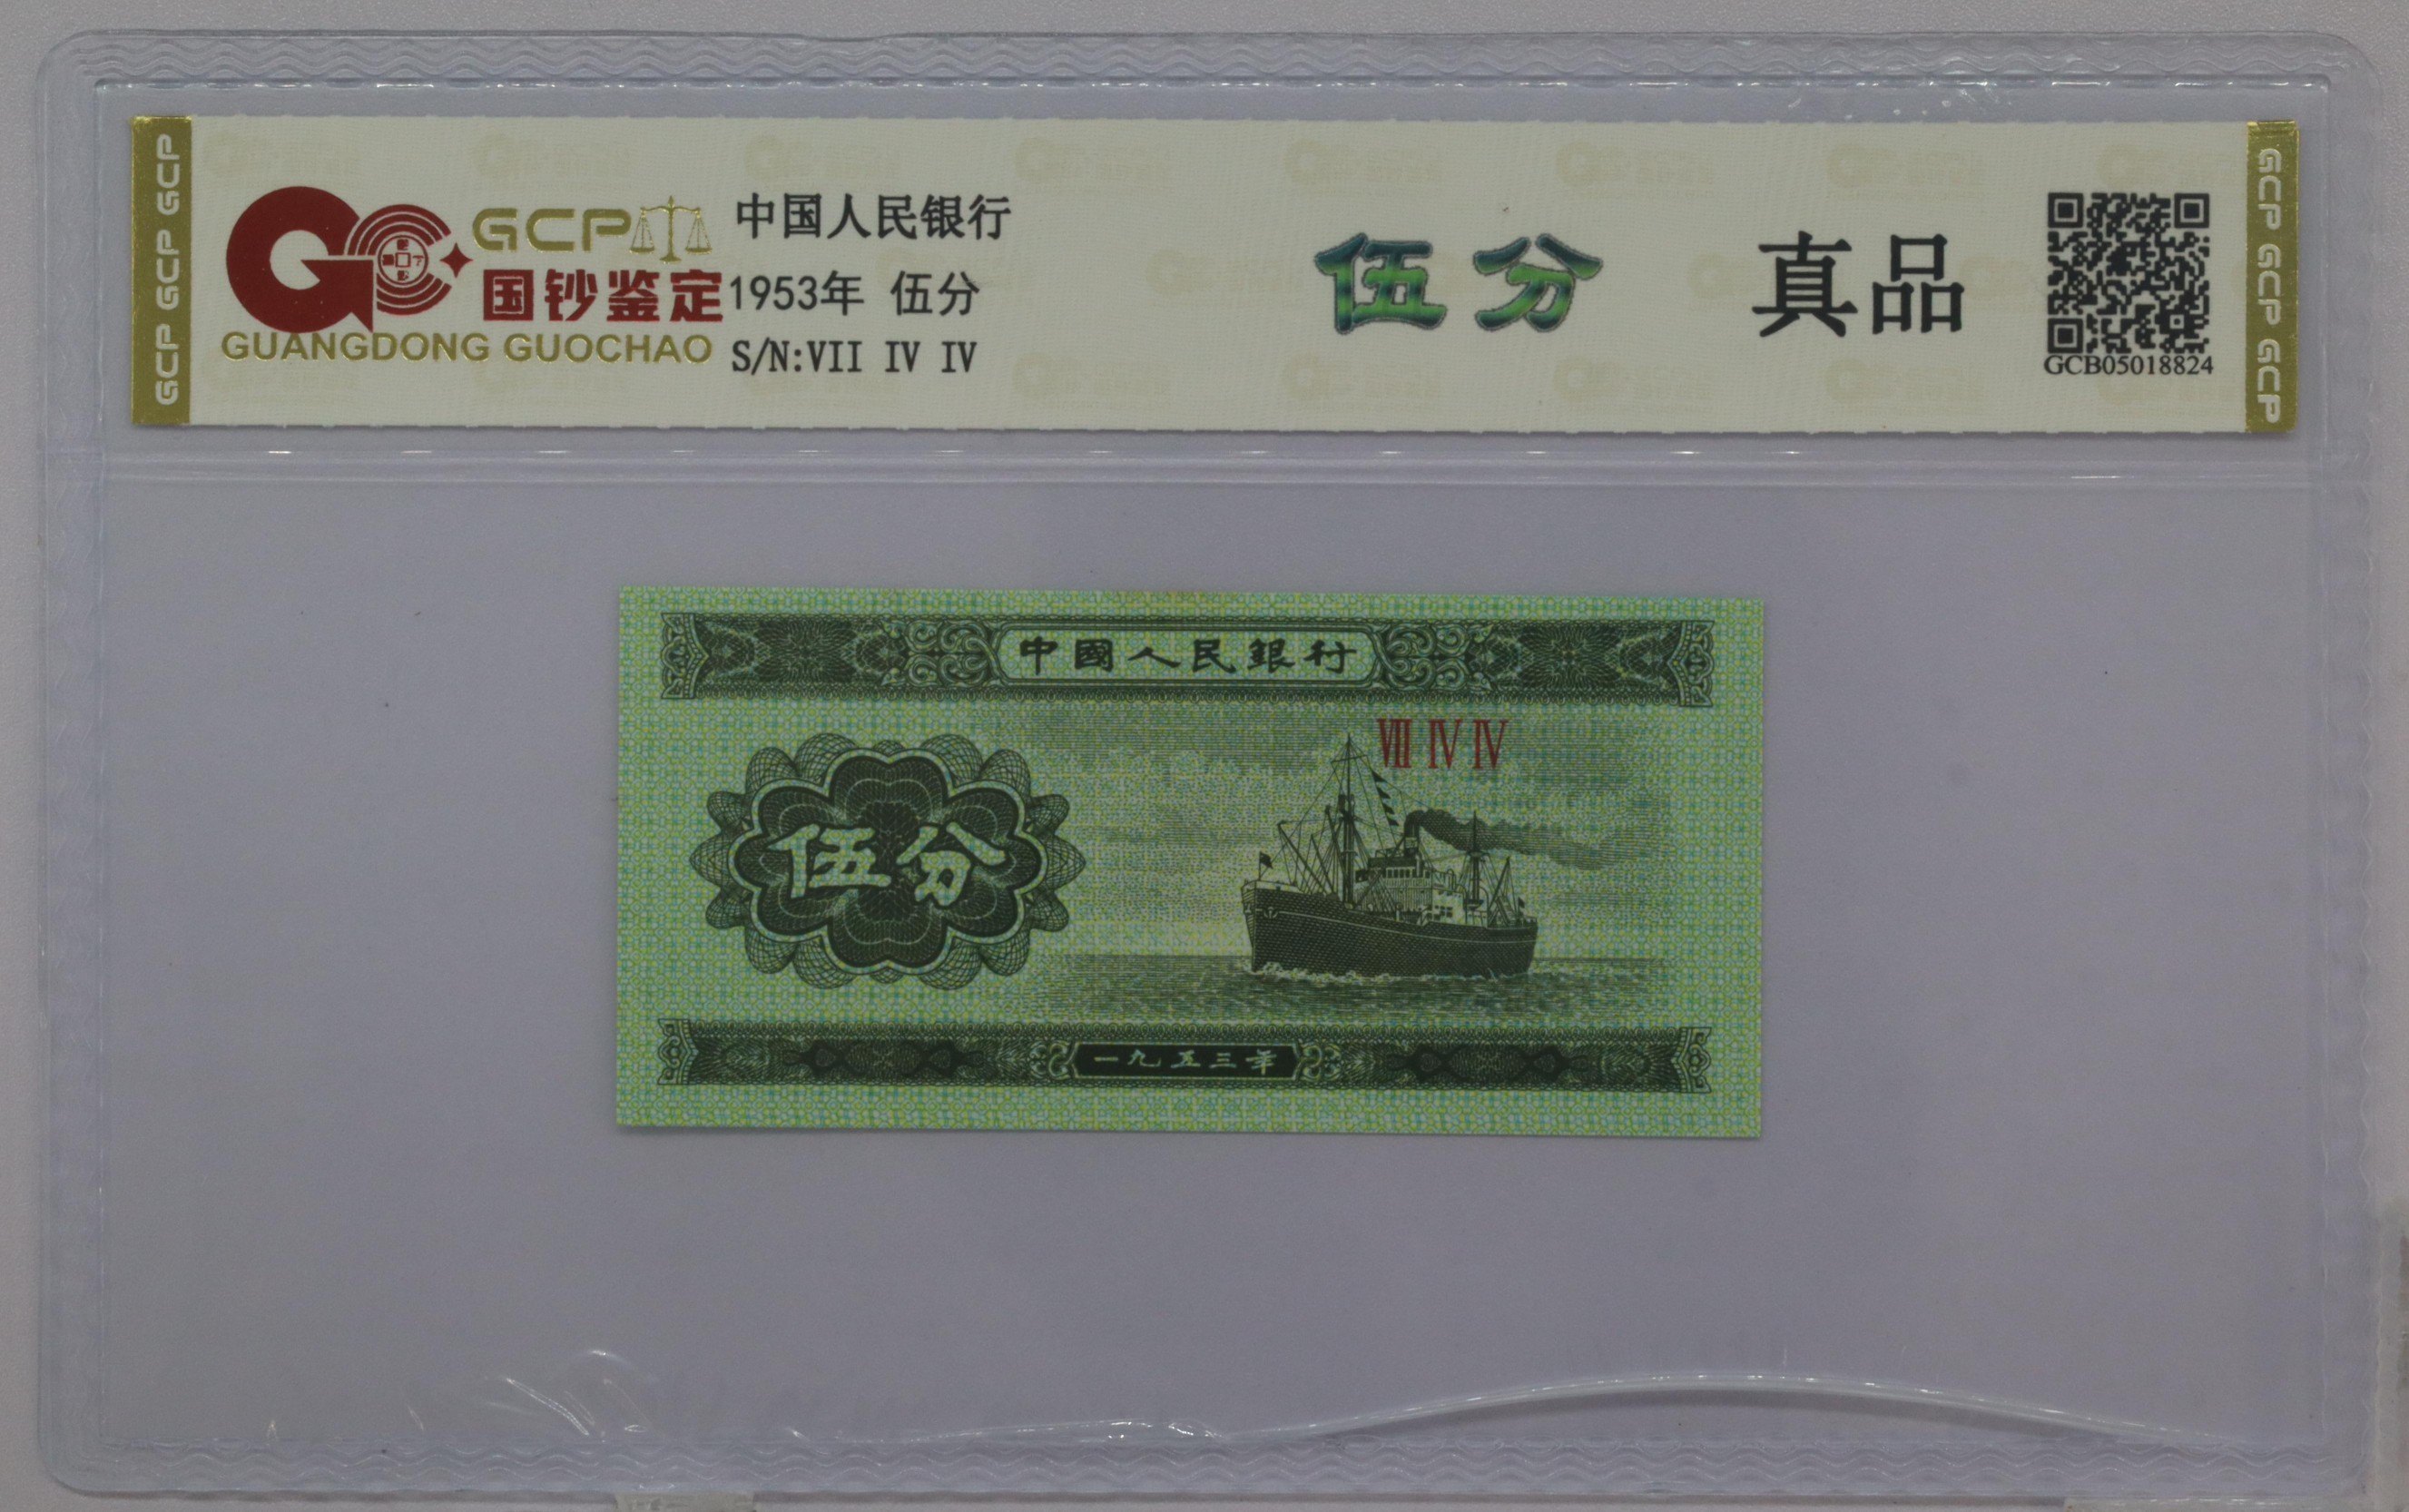 GCP GCP GCP
GCP
国钞鉴定
GUANGDONG GUOCHAO
中国人民银行
1953年 伍分
S/N:VII IV IV
伍分
真品
GCB05018824
GCP GCP GCP GCP
中國人民銀行
VII IV IV
伍分
一九五三年